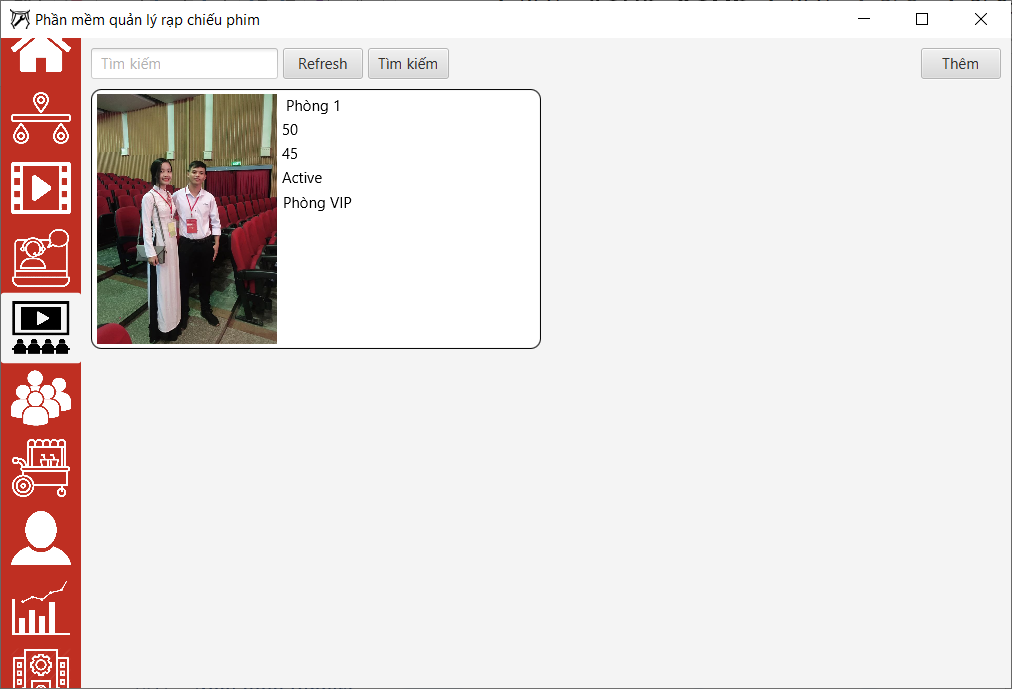 Phần mềm quản lý rạp chiếu phim
Tìm kiếm
Refresh
Tìm kiếm
Thêm
Phòng 1
50
45
Active
Phòng VIP